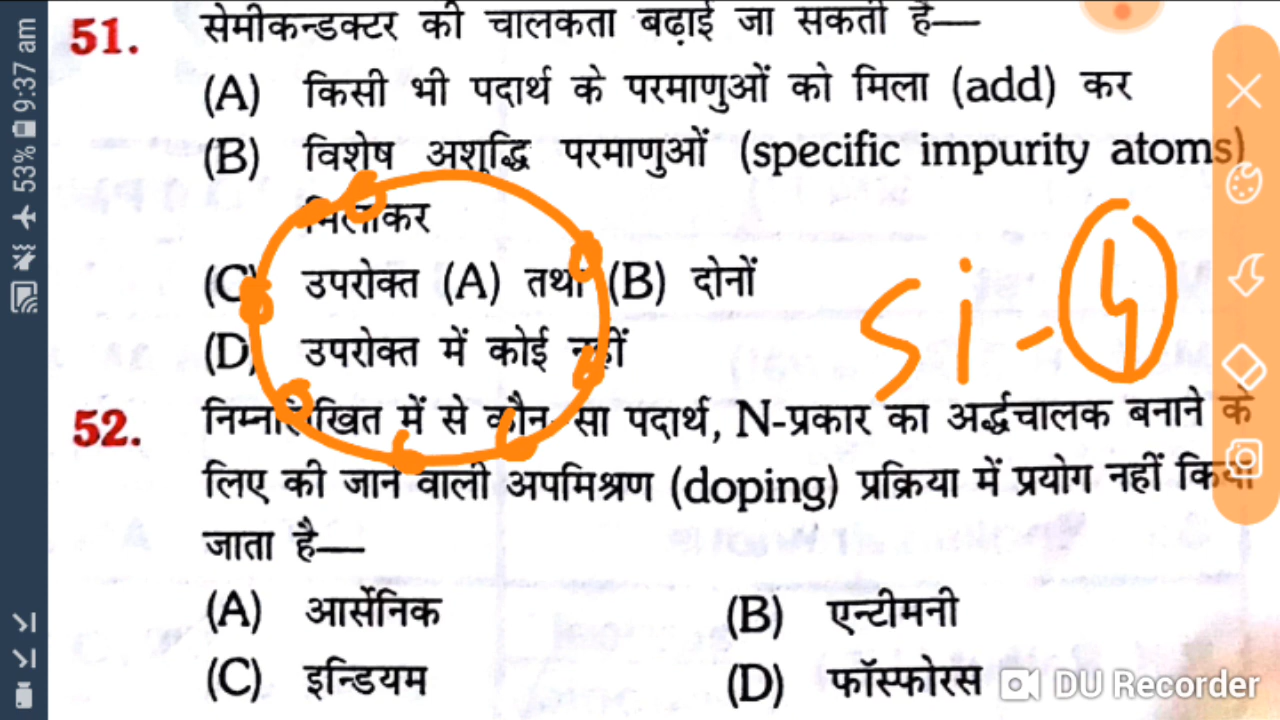 9:37 am
53%
51. सेमीकन्डक्टर की चालकता बढ़ाई जा सकती है—
(A) किसी भी पदार्थ के परमाणुओं को मिला (add) कर
(B) विशेष अशुद्धि परमाणुओं (specific impurity atoms)
मिलाकर
(C) उपरोक्त (A) तथा (B) दोनों
(D) उपरोक्त में कोई नहीं
Si - 4
52. निम्नलिखित में से कौन सा पदार्थ, N-प्रकार का अर्द्धचालक बनाने के
लिए की जाने वाली अपमिश्रण (doping) प्रक्रिया में प्रयोग नहीं किया
जाता है—
(A) आर्सेनिक (B) एन्टीमनी
(C) इन्डियम (D) फॉस्फोरस
DU Recorder